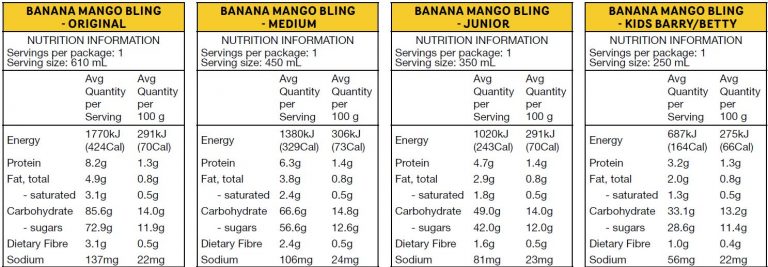 BANANA MANGO BLING
- ORIGINAL
NUTRITION INFORMATION
Servings per package: 1
Serving size: 610 mL
Avg Quantity per Serving Avg Quantity per 100 g
Energy 1770kJ (424Cal) 291kJ (70Cal)
Protein 8.2g 1.3g
Fat, total 4.9g 0.8g
- saturated 3.1g 0.5g
Carbohydrate 85.6g 14.0g
- sugars 72.9g 11.9g
Dietary Fibre 3.1g 0.5g
Sodium 137mg 22mg
BANANA MANGO BLING
- MEDIUM
NUTRITION INFORMATION
Servings per package: 1
Serving size: 450 mL
Avg Quantity per Serving Avg Quantity per 100 g
Energy 1380kJ (329Cal) 306kJ (73Cal)
Protein 6.3g 1.4g
Fat, total 3.8g 0.8g
- saturated 2.4g 0.5g
Carbohydrate 66.6g 14.8g
- sugars 56.6g 12.6g
Dietary Fibre 2.4g 0.5g
Sodium 106mg 24mg
BANANA MANGO BLING
- JUNIOR
NUTRITION INFORMATION
Servings per package: 1
Serving size: 350 mL
Avg Quantity per Serving Avg Quantity per 100 g
Energy 1020kJ (243Cal) 291kJ (70Cal)
Protein 4.7g 1.4g
Fat, total 2.9g 0.8g
- saturated 1.8g 0.5g
Carbohydrate 49.0g 14.0g
- sugars 42.0g 12.0g
Dietary Fibre 1.6g 0.5g
Sodium 81mg 23mg
BANANA MANGO BLING
- KIDS BARRY/BETTY
NUTRITION INFORMATION
Servings per package: 1
Serving size: 250 mL
Avg Quantity per Serving Avg Quantity per 100 g
Energy 687kJ (164Cal) 275kJ (66Cal)
Protein 3.2g 1.3g
Fat, total 2.0g 0.8g
- saturated 1.3g 0.5g
Carbohydrate 33.1g 13.2g
- sugars 28.6g 11.4g
Dietary Fibre 1.0g 0.4g
Sodium 56mg 22mg